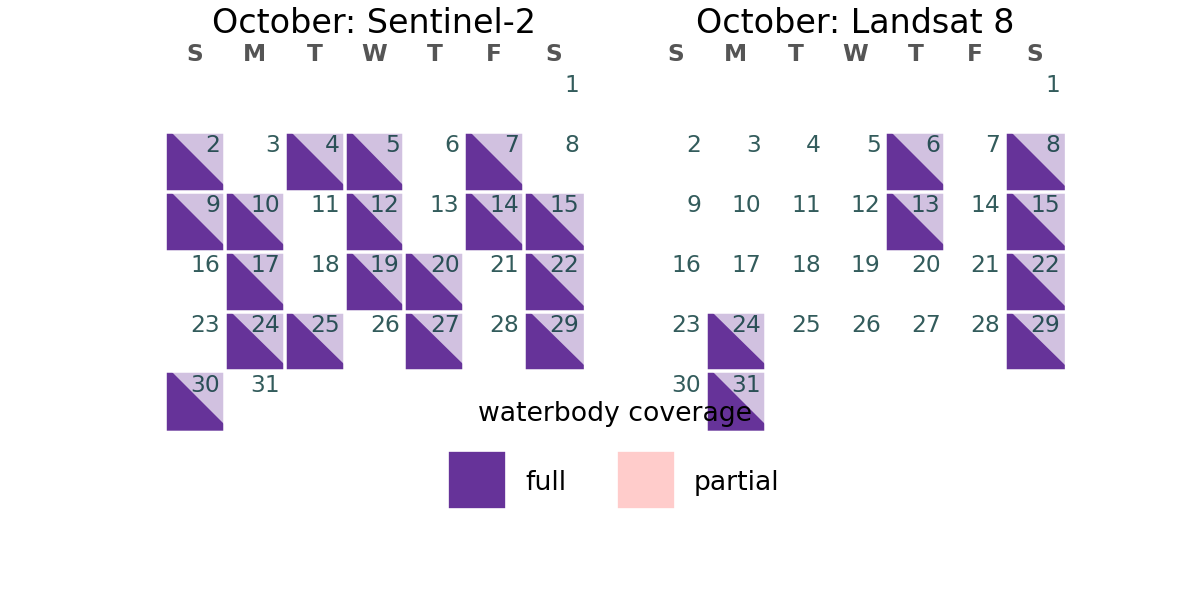 October: Sentinel-2
S M T W T F S
1
2 3 4 5 6 7 8
9 10 11 12 13 14 15
16 17 18 19 20 21 22
23 24 25 26 27 28 29
30 31
October: Landsat 8
S M T W T F S
1
2 3 4 5 6 7 8
9 10 11 12 13 14 15
16 17 18 19 20 21 22
23 24 25 26 27 28 29
30 31
waterbody coverage
full partial